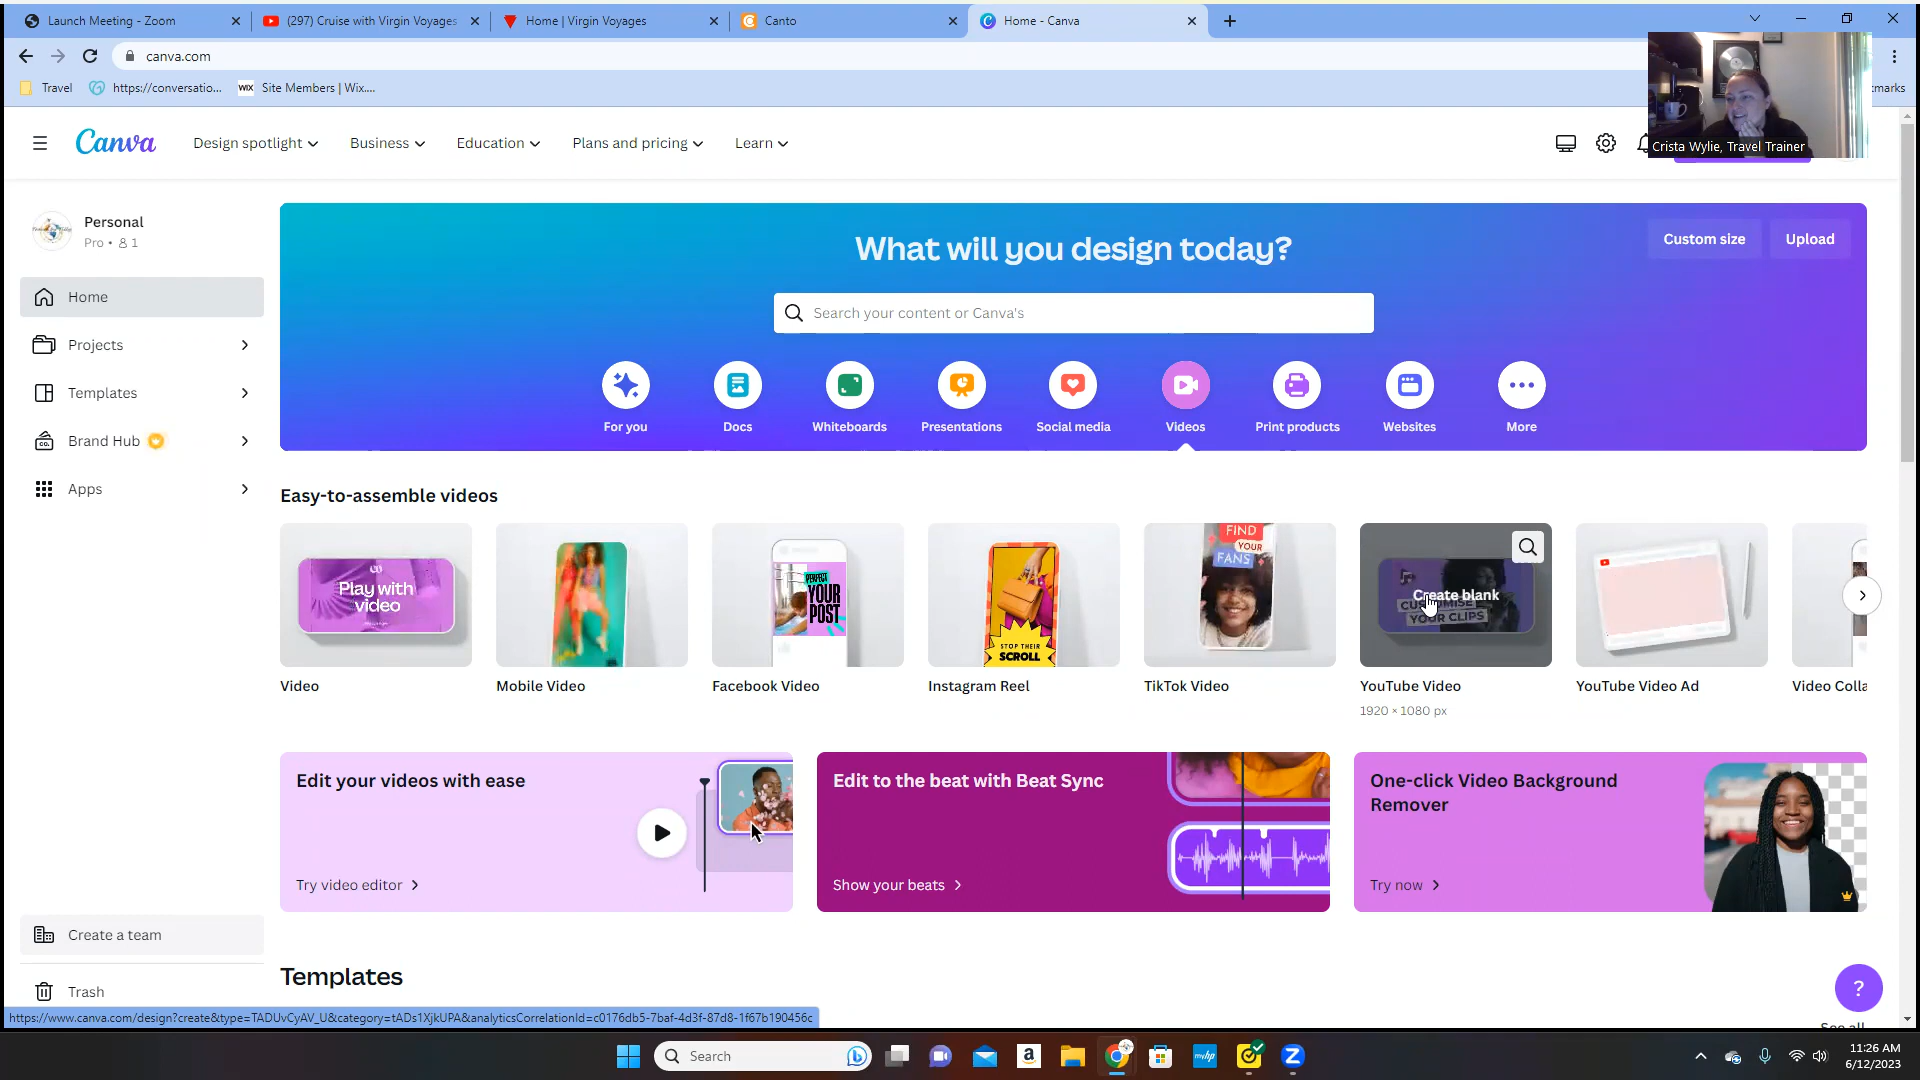 Launch Meeting - Zoom
(297) Cruise with Virgin Voyages
Home | Virgin Voyages
Canto
Home - Canva
canva.com
Travel
https://conversatio...
WIX
Site Members | Wix....
marks
Crista Wylie, Travel Trainer
Canva
Design spotlight
Business
Education
Plans and pricing
Learn
Personal
Pro • 1
Home
Projects
Templates
Brand Hub
Apps
Create a team
Trash
What will you design today?
Custom size
Upload
Search your content or Canva's
For you
Docs
Whiteboards
Presentations
Social media
Videos
Print products
Websites
More
Easy-to-assemble videos
Play with
video
PERFECT
YOUR
POST
STOP THEIR
SCROLL
FIND
YOUR
FANS
Create blank
CUSTOMISE
YOUR CLIPS
Video
Mobile Video
Facebook Video
Instagram Reel
TikTok Video
YouTube Video
1920 × 1080 px
YouTube Video Ad
Video Colla
Edit your videos with ease
Try video editor
Edit to the beat with Beat Sync
Show your beats
One-click Video Background
Remover
Try now
Templates
?
See all
https://www.canva.com/design?create&type=TADUvCyAV_U&category=tADs1XjkUPA&analyticsCorrelationId=c0176db5-7baf-4d3f-87d8-1f67b190456c
Search
a
myhp
Z
11:26 AM
6/12/2023